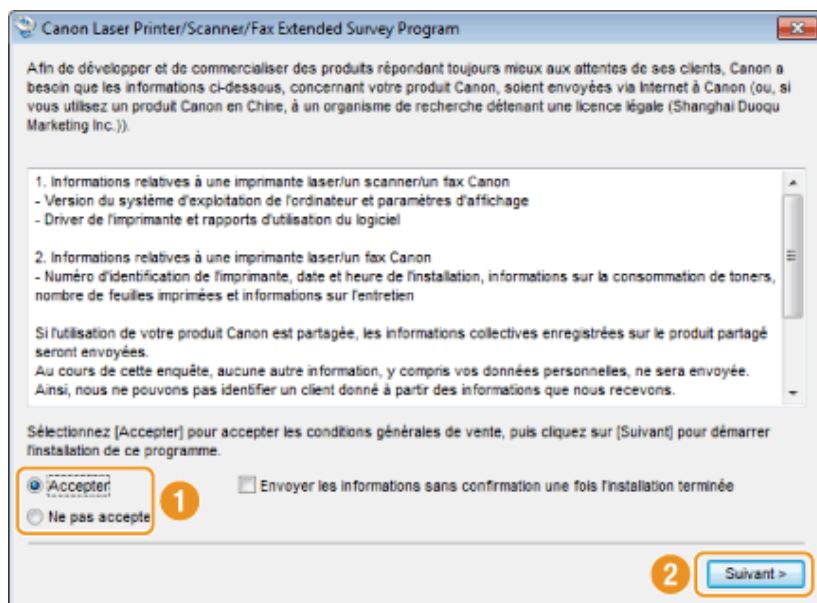 Canon Laser Printer/Scanner/Fax Extended Survey Program
Afin de développer et de commercialiser des produits répondant toujours mieux aux attentes de ses clients, Canon a
besoin que les informations ci-dessous, concernant votre produit Canon, soient envoyées via Internet à Canon (ou, si
vous utilisez un produit Canon en Chine, à un organisme de recherche détenant une licence légale (Shanghai Duoqu
Marketing Inc.)).
1. Informations relatives à une imprimante laser/un scanner/un fax Canon
- Version du système d'exploitation de l'ordinateur et paramètres d'affichage
- Driver de l'imprimante et rapports d'utilisation du logiciel
2. Informations relatives à une imprimante laser/un fax Canon
- Numéro d'identification de l'imprimante, date et heure de l'installation, informations sur la consommation de toners,
nombre de feuilles imprimées et informations sur l'entretien
Si l'utilisation de votre produit Canon est partagée, les informations collectives enregistrées sur le produit partagé
seront envoyées.
Au cours de cette enquête, aucune autre information, y compris vos données personnelles, ne sera envoyée.
Ainsi, nous ne pouvons pas identifier un client donné à partir des informations que nous recevons.
Sélectionnez [Accepter] pour accepter les conditions générales de vente, puis cliquez sur [Suivant] pour démarrer
l'installation de ce programme.
Accepter
Envoyer les informations sans confirmation une fois l'installation terminée
1
Ne pas accepte
2
Suivant >